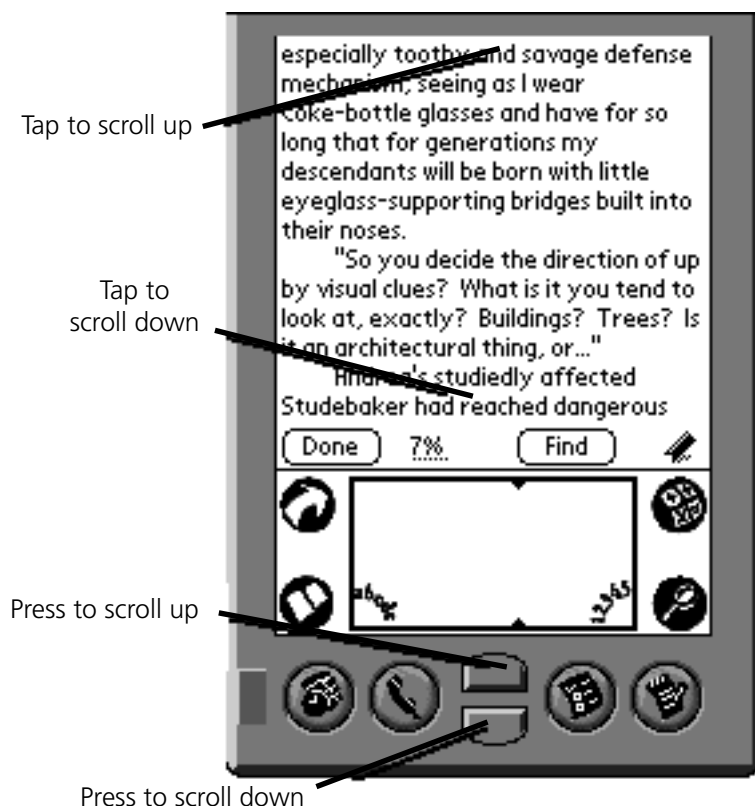 especially toothy and savage defense
mechanism, seeing as I wear
coke-bottle glasses and have for so
Tap to scroll up
long that for generations my
descendants will be born with little
eyeglass-supporting bridges built into
their noses.
"So you decide the direction of up
by visual clues? What is it you tend to
Tap to
scroll down
look at, exactly? Buildings? Trees? Is
it an architectural thing, or..."
Andrea's studiedly affected
Studebaker had reached dangerous
Done 7% Find
abcde 12345
Press to scroll up
Press to scroll down